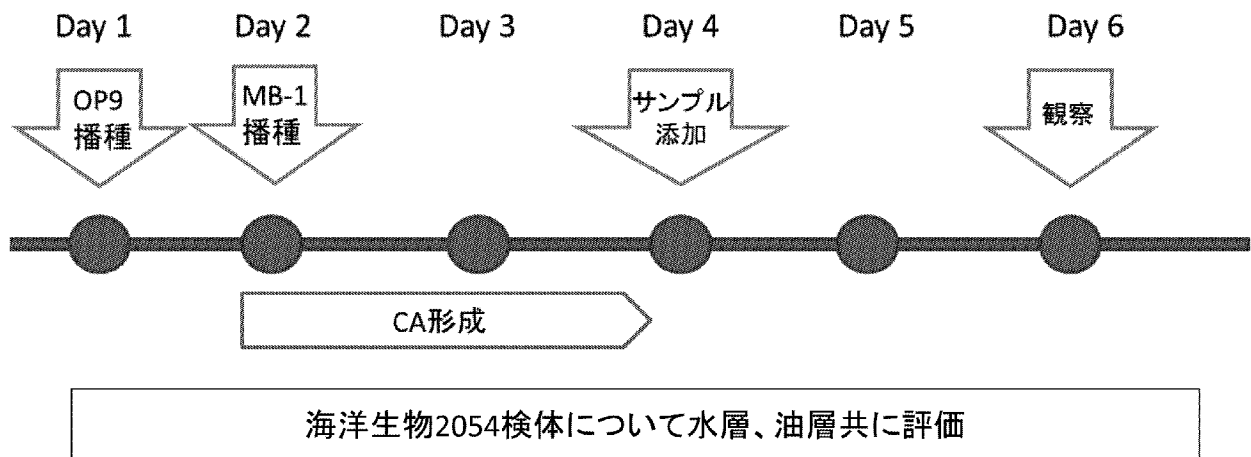 Day 1 Day 2 Day 3 Day 4 Day 5 Day 6
OP9
播種
MB-1
播種
サンプル
添加
観察
CA形成
海洋生物2054検体について水層、油層共に評価